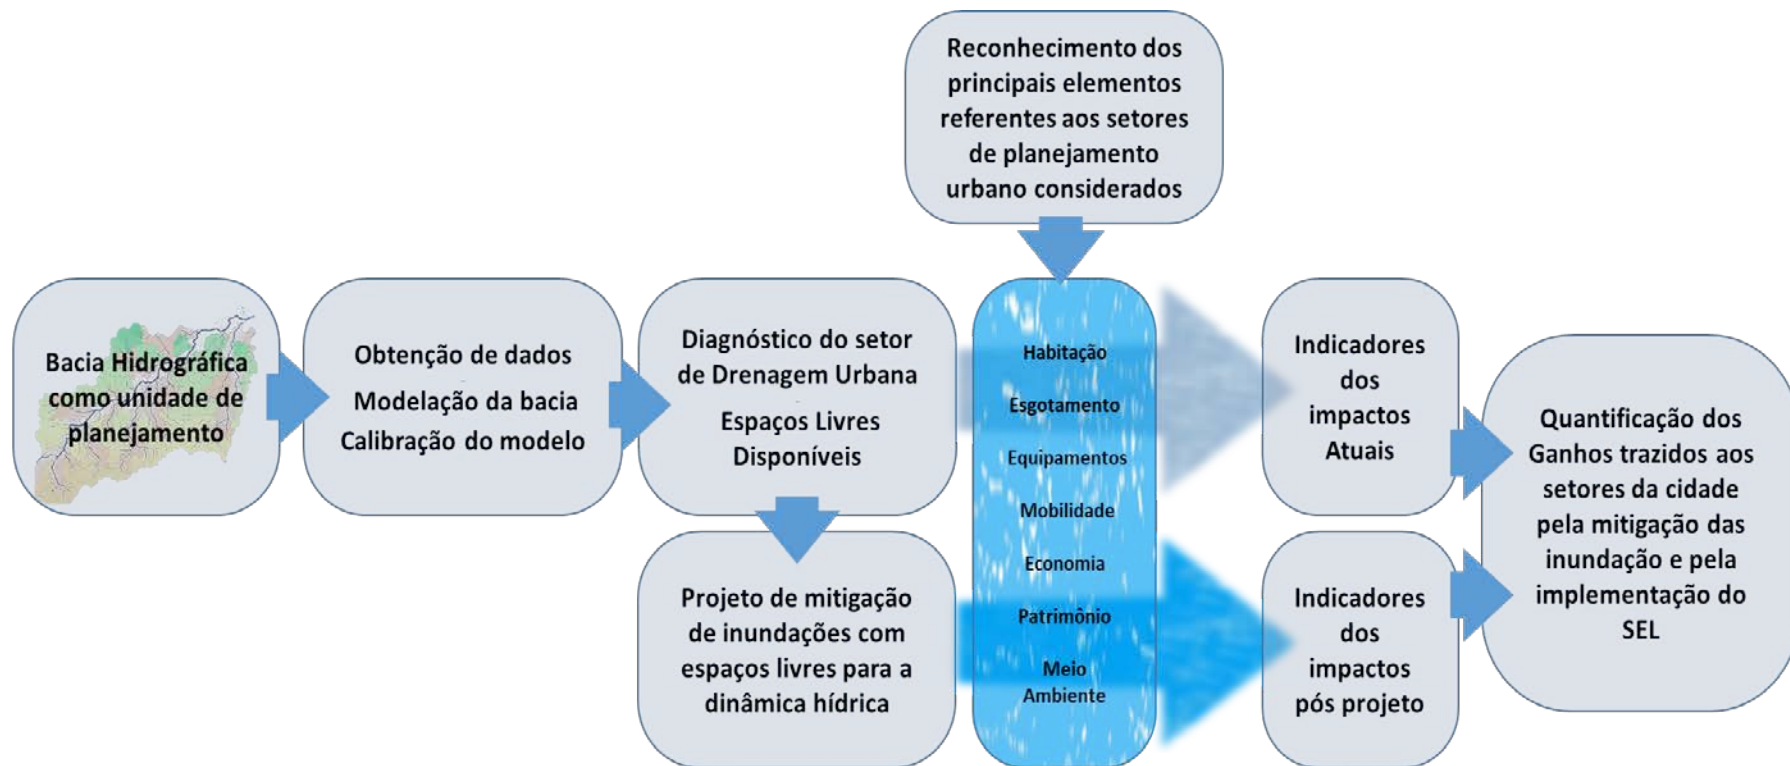 Reconhecimento dos
principais elementos
referentes aos setores
de planejamento
urbano considerados
Bacia Hidrográfica
como unidade de
planejamento
Obtenção de dados
Modelação da bacia
Calibração do modelo
Diagnóstico do setor
de Drenagem Urbana
Espaços Livres
Disponíveis
Projeto de mitigação
de inundações com
espaços livres para a
dinâmica hídrica
Habitação
Esgotamento
Equipamentos
Mobilidade
Economia
Patrimônio
Meio
Ambiente
Indicadores
dos
impactos
Atuais
Indicadores
dos
impactos
pós projeto
Quantificação dos
Ganhos trazidos aos
setores da cidade
pela mitigação das
inundação e pela
implementação do
SEL